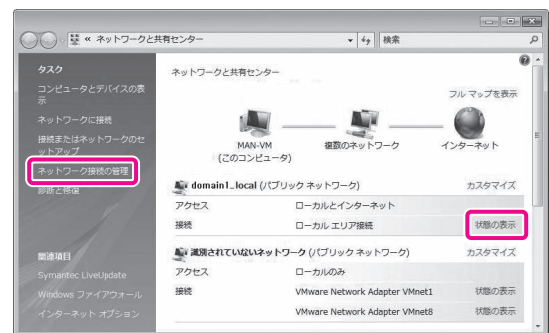 « ネットワークと共有センター
検索
タスク
コンピュータとデバイスの表
示
ネットワークに接続
接続またはネットワークのセ
ットアップ
ネットワーク接続の管理
診断と修復
関連項目
Symantec LiveUpdate
Windows ファイアウォール
インターネット オプション
ネットワークと共有センター
フル マップを表示
MAN-VM
(このコンピュータ)
複数のネットワーク
インターネット
domain1_local (パブリック ネットワーク)
カスタマイズ
アクセス
ローカルとインターネット
接続
ローカル エリア接続
状態の表示
識別されていないネットワーク (パブリック ネットワーク)
カスタマイズ
アクセス
ローカルのみ
接続
VMware Network Adapter VMnet1
状態の表示
VMware Network Adapter VMnet8
状態の表示